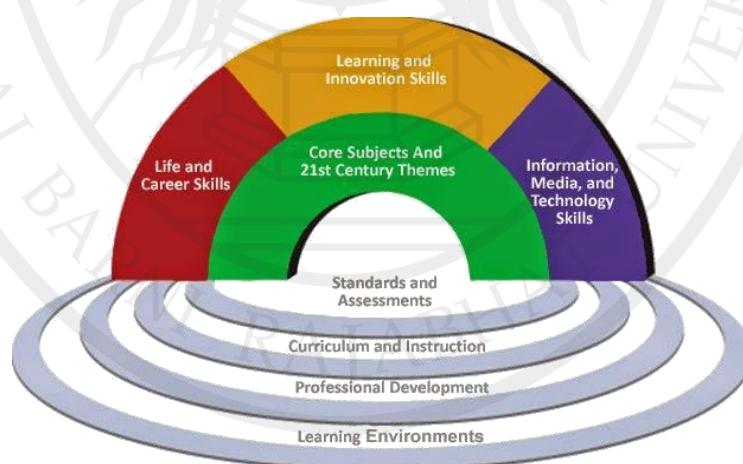 Learning and
Innovation Skills
Core Subjects And
21st Century Themes
Life and
Career Skills
Information,
Media, and
Technology
Skills
Standards and
Assessments
Curriculum and Instruction
Professional Development
Learning Environments
RAJABHAT